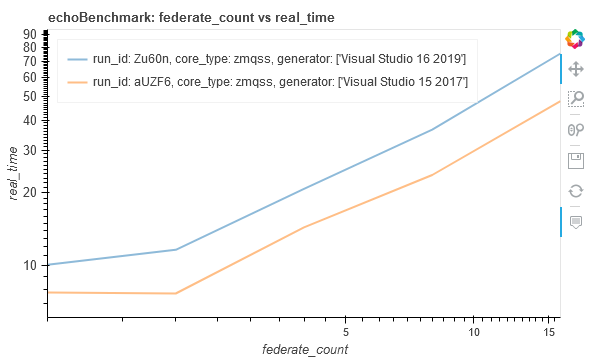 echoBenchmark: federate_count vs real_time
run_id: Zu60n, core_type: zmqss, generator: ['Visual Studio 16 2019']
run_id: aUZF6, core_type: zmqss, generator: ['Visual Studio 15 2017']
90
80
70
60
50
40
30
20
10
real_time
5
10
15
federate_count